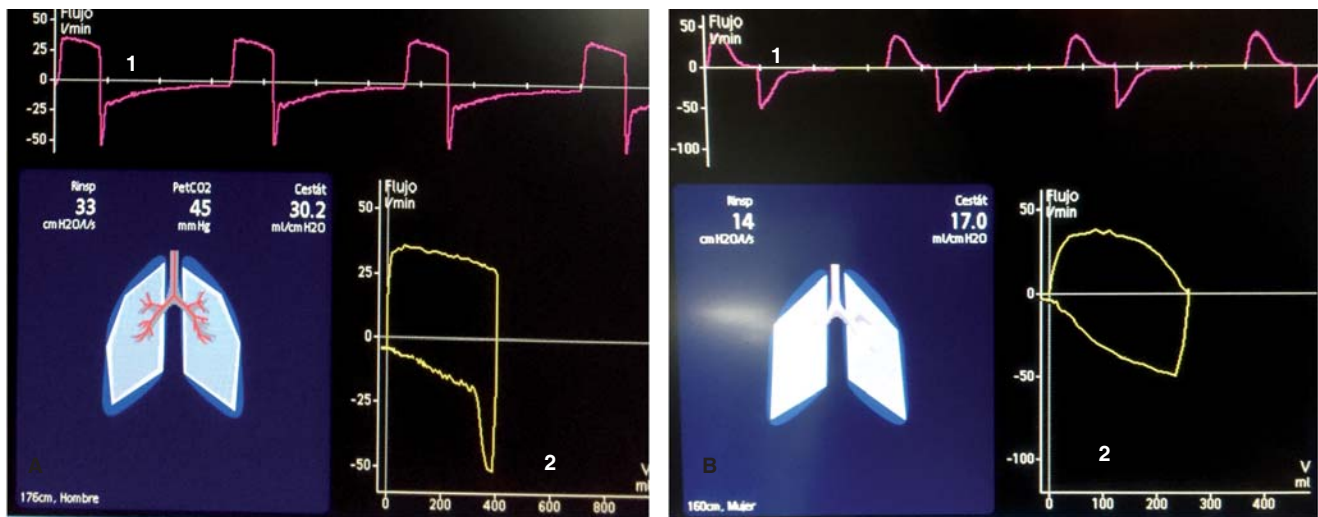 50
Flujo
l/min
25
1
0
-25
-50
Rinsp
33
cmH2O/l/s
PetCO2
45
mmHg
Cestát
30.2
ml/cmH2O
A
176cm, Hombre
50
Flujo
l/min
25
0
-25
-50
2
V
ml
0 200 400 600 800
50
Flujo
l/min
1
0
-50
-100
Rinsp
14
cmH2O/l/s
Cestát
17.0
ml/cmH2O
B
160cm, Mujer
50
Flujo
l/min
0
-50
-100
2
V
ml
0 100 200 300 400